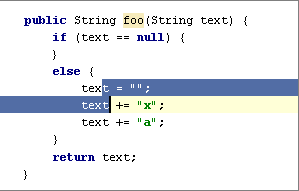 public String foo(String text) {
if (text == null) {
}
else {
text = "";
text += "x";
text += "a";
}
return text;
}